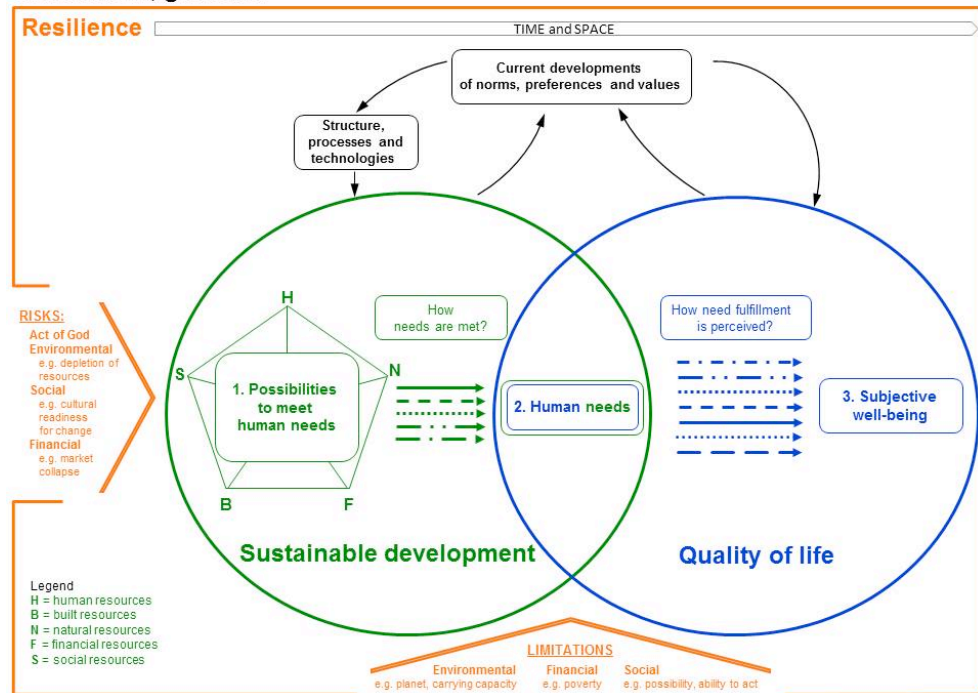 Resilience
TIME and SPACE
Current developments
of norms, preferences and values
Structure,
processes and
technologies
RISKS:
Act of God
Environmental
e.g. depletion of
resources
Social
e.g. cultural
readiness
for change
Financial
e.g. market
collapse
H
S
N
B
F
1. Possibilities
to meet
human needs
How
needs are met?
2. Human needs
How need fulfillment
is perceived?
3. Subjective
well-being
Sustainable development
Quality of life
Legend
H = human resources
B = built resources
N = natural resources
F = financial resources
S = social resources
LIMITATIONS
Environmental Financial Social
e.g. planet, carrying capacity e.g. poverty e.g. possibility, ability to act